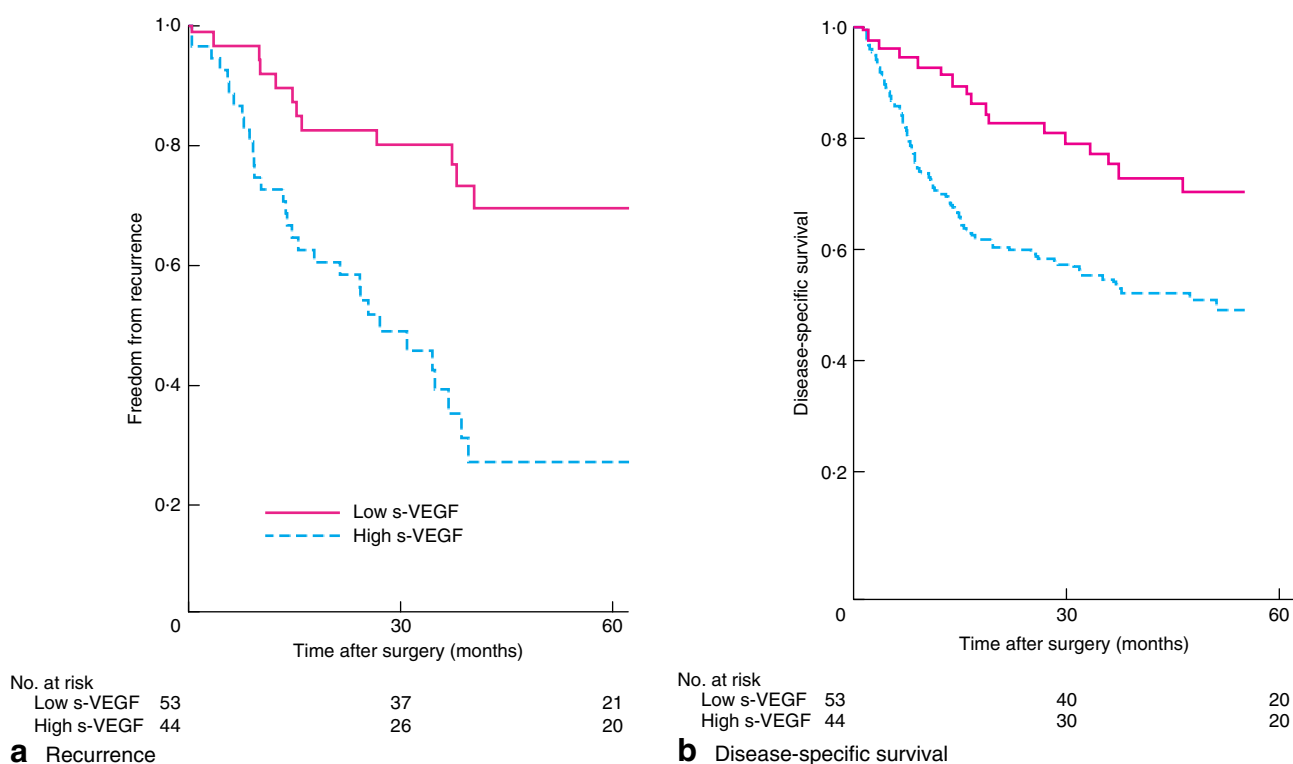 1·0
0·8
0·6
0·4
0·2
0
30
60
Freedom from recurrence
Time after surgery (months)
Low s-VEGF
High s-VEGF
No. at risk
Low s-VEGF 53 37 21
High s-VEGF 44 26 20
a Recurrence
1·0
0·8
0·6
0·4
0·2
0
30
60
Disease-specific survival
Time after surgery (months)
No. at risk
Low s-VEGF 53 40 20
High s-VEGF 44 30 20
b Disease-specific survival